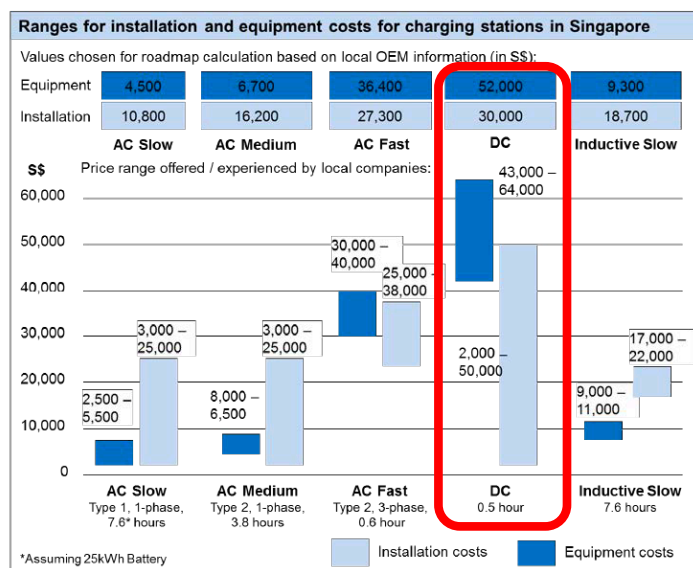 Ranges for installation and equipment costs for charging stations in Singapore
Values chosen for roadmap calculation based on local OEM information (in S$):
Equipment 4,500 6,700 36,400 52,000 9,300
Installation 10,800 16,200 27,300 30,000 18,700
AC Slow AC Medium AC Fast DC Inductive Slow
S$ Price range offered / experienced by local companies:
60,000
50,000
40,000
30,000
20,000
10,000
0
2,500 –
5,500
3,000 –
25,000
8,000 –
6,500
3,000 –
25,000
30,000 –
40,000
25,000 –
38,000
43,000 –
64,000
2,000 –
50,000
9,000 –
11,000
17,000 –
22,000
AC Slow AC Medium AC Fast DC Inductive Slow
Type 1, 1-phase, Type 2, 1-phase, Type 2, 3-phase, 0.5 hour 7.6 hours
7.6* hours 3.8 hours 0.6 hour
*Assuming 25kWh Battery
Installation costs
Equipment costs